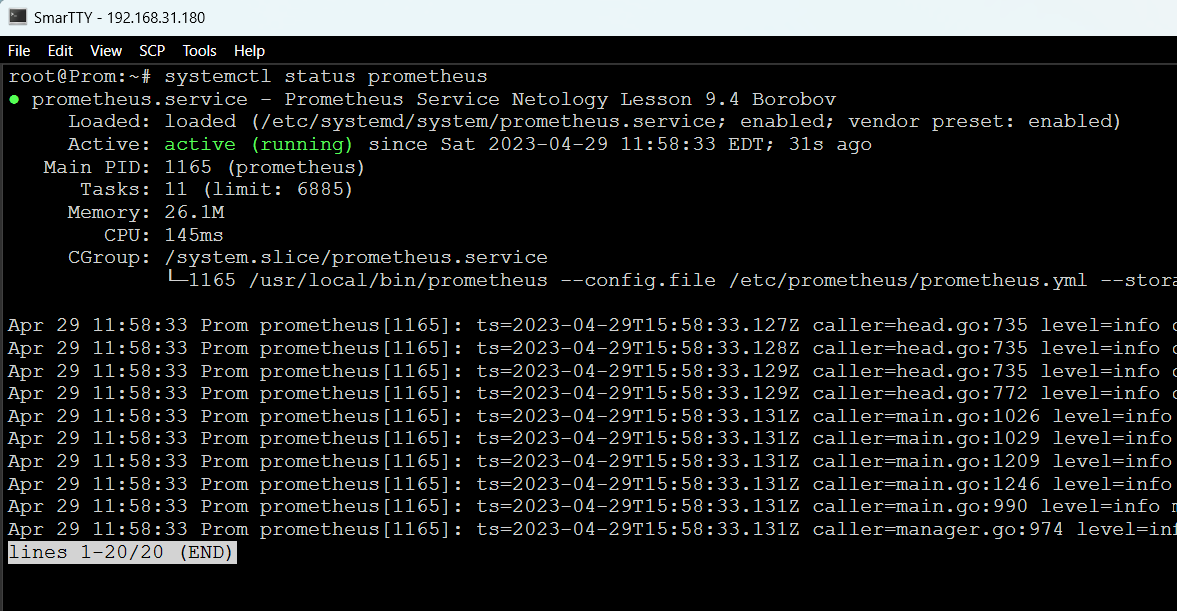 SmarTTY - 192.168.31.180
File Edit View SCP Tools Help
root@Prom:~# systemctl status prometheus
● prometheus.service - Prometheus Service Netology Lesson 9.4 Borobov
Loaded: loaded (/etc/systemd/system/prometheus.service; enabled; vendor preset: enabled)
Active: active (running) since Sat 2023-04-29 11:58:33 EDT; 31s ago
Main PID: 1165 (prometheus)
Tasks: 11 (limit: 6885)
Memory: 26.1M
CPU: 145ms
CGroup: /system.slice/prometheus.service
└─1165 /usr/local/bin/prometheus --config.file /etc/prometheus/prometheus.yml --stora
Apr 29 11:58:33 Prom prometheus[1165]: ts=2023-04-29T15:58:33.127Z caller=head.go:735 level=info
Apr 29 11:58:33 Prom prometheus[1165]: ts=2023-04-29T15:58:33.128Z caller=head.go:735 level=info
Apr 29 11:58:33 Prom prometheus[1165]: ts=2023-04-29T15:58:33.129Z caller=head.go:735 level=info
Apr 29 11:58:33 Prom prometheus[1165]: ts=2023-04-29T15:58:33.129Z caller=head.go:772 level=info
Apr 29 11:58:33 Prom prometheus[1165]: ts=2023-04-29T15:58:33.131Z caller=main.go:1026 level=info
Apr 29 11:58:33 Prom prometheus[1165]: ts=2023-04-29T15:58:33.131Z caller=main.go:1029 level=info
Apr 29 11:58:33 Prom prometheus[1165]: ts=2023-04-29T15:58:33.131Z caller=main.go:1209 level=info
Apr 29 11:58:33 Prom prometheus[1165]: ts=2023-04-29T15:58:33.131Z caller=main.go:1246 level=info
Apr 29 11:58:33 Prom prometheus[1165]: ts=2023-04-29T15:58:33.131Z caller=main.go:990 level=info
Apr 29 11:58:33 Prom prometheus[1165]: ts=2023-04-29T15:58:33.131Z caller=manager.go:974 level=inf
lines 1-20/20 (END)